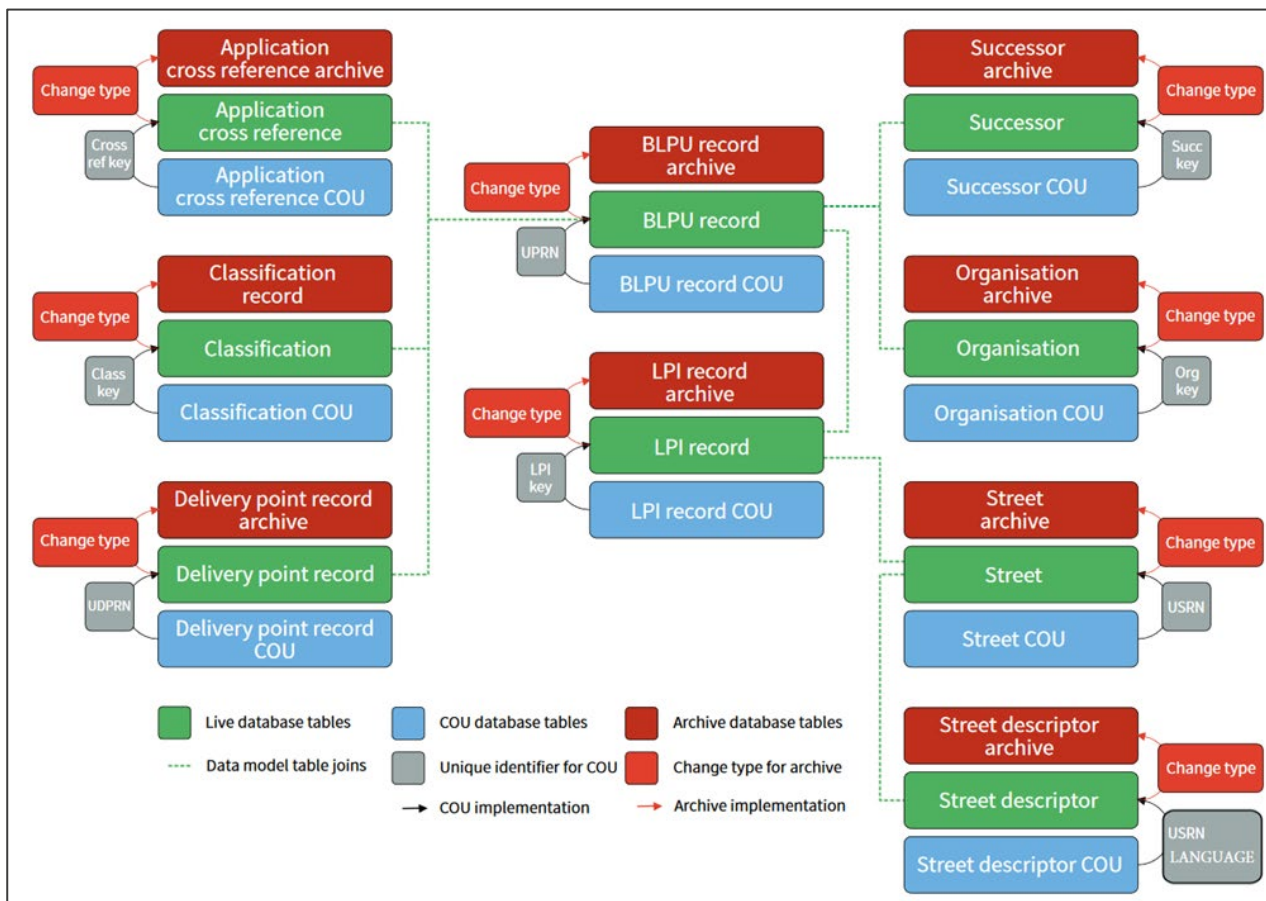 Application
cross reference archive
Change type
Application
cross reference
Cross
ref key
Application
cross reference COU
Classification
record
Change type
Classification
Class
key
Classification COU
Delivery point record
archive
Change type
Delivery point record
UDPRN
Delivery point record
COU
BLPU record
archive
Change type
BLPU record
UPRN
BLPU record COU
LPI record
archive
Change type
LPI record
LPI
key
LPI record COU
Successor
archive
Change type
Successor
Succ
key
Successor COU
Organisation
archive
Change type
Organisation
Org
key
Organisation COU
Street
archive
Change type
Street
USRN
Street COU
Street descriptor
archive
Change type
Street descriptor
USRN
LANGUAGE
Street descriptor COU
Live database tables
COU database tables
Archive database tables
Data model table joins
Unique identifier for COU
Change type for archive
COU implementation
Archive implementation